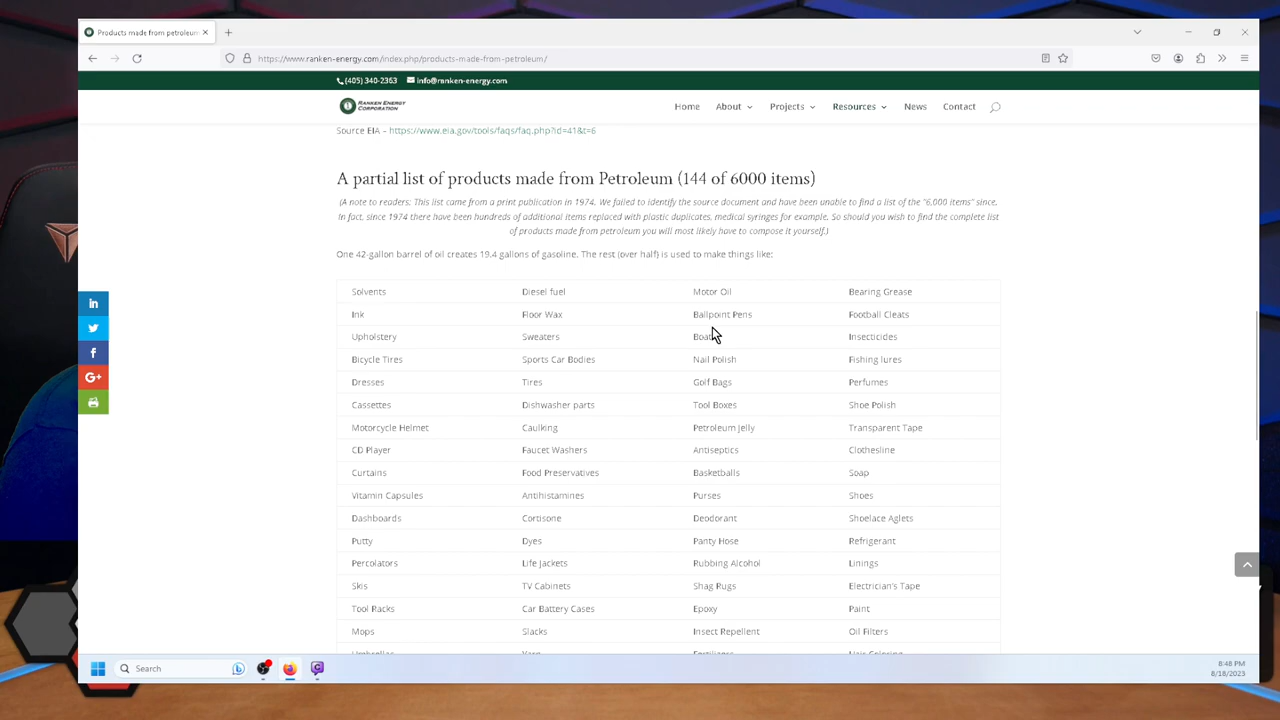 Products made from petroleum
https://www.ranken-energy.com/index.php/products-made-from-petroleum/
(405) 340-2363 info@ranken-energy.com
RANKEN ENERGY CORPORATION
Home About Projects Resources News Contact
Source EIA – https://www.eia.gov/tools/faqs/faq.php?id=41&t=6
A partial list of products made from Petroleum (144 of 6000 items)
(A note to readers: This list came from a print publication in 1974. We failed to identify the source document and have been unable to find a list of the "6,000 items" since.
In fact, since 1974 there have been hundreds of additional items replaced with plastic duplicates, medical syringes for example. So should you wish to find the complete list
of products made from petroleum you will most likely have to compose it yourself.)
One 42-gallon barrel of oil creates 19.4 gallons of gasoline. The rest (over half) is used to make things like:
Solvents Diesel fuel Motor Oil Bearing Grease
Ink Floor Wax Ballpoint Pens Football Cleats
Upholstery Sweaters Boats Insecticides
Bicycle Tires Sports Car Bodies Nail Polish Fishing lures
Dresses Tires Golf Bags Perfumes
Cassettes Dishwasher parts Tool Boxes Shoe Polish
Motorcycle Helmet Caulking Petroleum Jelly Transparent Tape
CD Player Faucet Washers Antiseptics Clothesline
Curtains Food Preservatives Basketballs Soap
Vitamin Capsules Antihistamines Purses Shoes
Dashboards Cortisone Deodorant Shoelace Aglets
Putty Dyes Panty Hose Refrigerant
Percolators Life Jackets Rubbing Alcohol Linings
Skis TV Cabinets Shag Rugs Electrician's Tape
Tool Racks Car Battery Cases Epoxy Paint
Mops Slacks Insect Repellent Oil Filters
Umbrellas Yarn Fertilizers Hair Coloring
Search
8:48 PM
8/18/2023